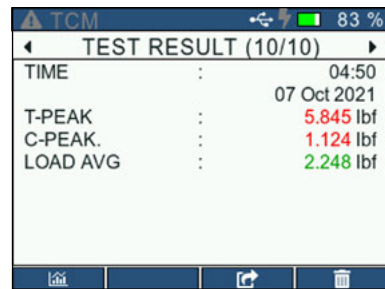 TCM 83 %
TEST RESULT (10/10)
TIME : 04:50
07 Oct 2021
T-PEAK : 5.845 lbf
C-PEAK. : 1.124 lbf
LOAD AVG : 2.248 lbf